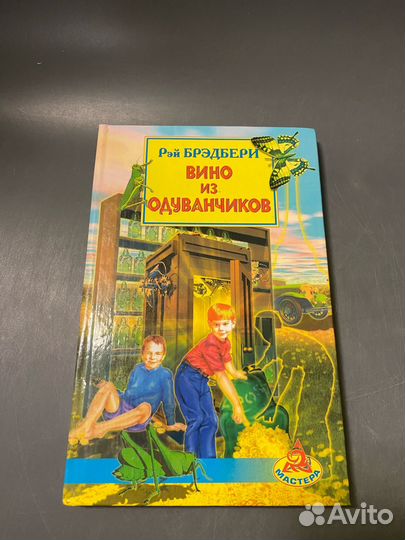 Рэй БРЭДБЕРИ
ВИНО
ИЗ
ОДУВАНЧИКОВ
МАСТЕРА
Avito